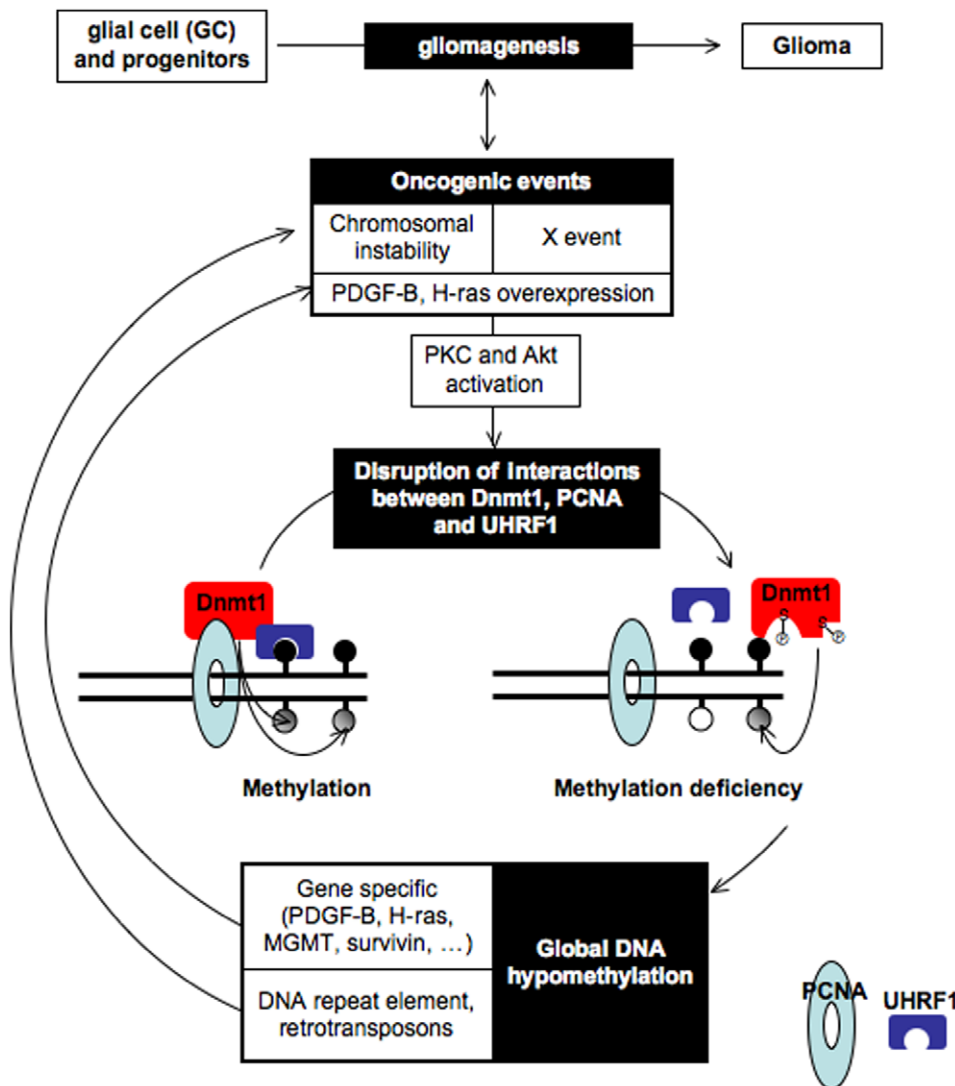 glial cell (GC)
and progenitors
gliomagenesis
Glioma
Oncogenic events
Chromosomal
instability
X event
PDGF-B, H-ras overexpression
PKC and Akt
activation
Disruption of Interactions
between Dnmt1, PCNA
and UHRF1
Dnmt1
Dnmt1
S
P
S
P
Methylation
Methylation deficiency
Gene specific
(PDGF-B, H-ras,
MGMT, survivin, …)
DNA repeat element,
retrotransposons
Global DNA
hypomethylation
PCNA
UHRF1